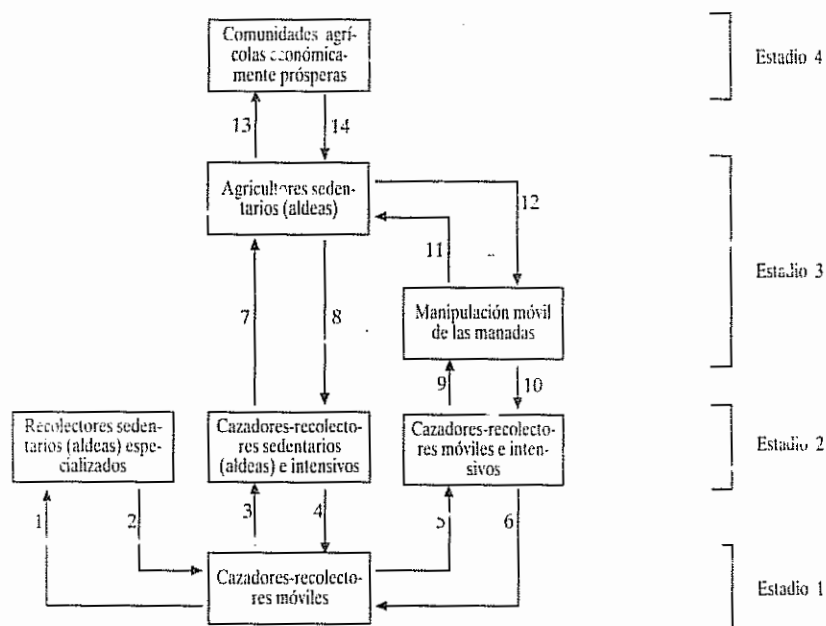 Comunidades agrí-
colas económica-
mente prósperas
Estadio 4
13
14
Agricultores seden-
tarios (aldeas)
12
11
Estadio 3
7
8
Manipulación móvil
de las manadas
9
10
Recolectores seden-
tarios (aldeas) espe-
cializados
Cazadores-recolecto-
res sedentarios
(aldeas) e intensivos
Cazadores-recolecto-
res móviles e inten-
sivos
Estadio 2
1
2
3
4
5
6
Cazadores-recolecto-
res móviles
Estadio 1